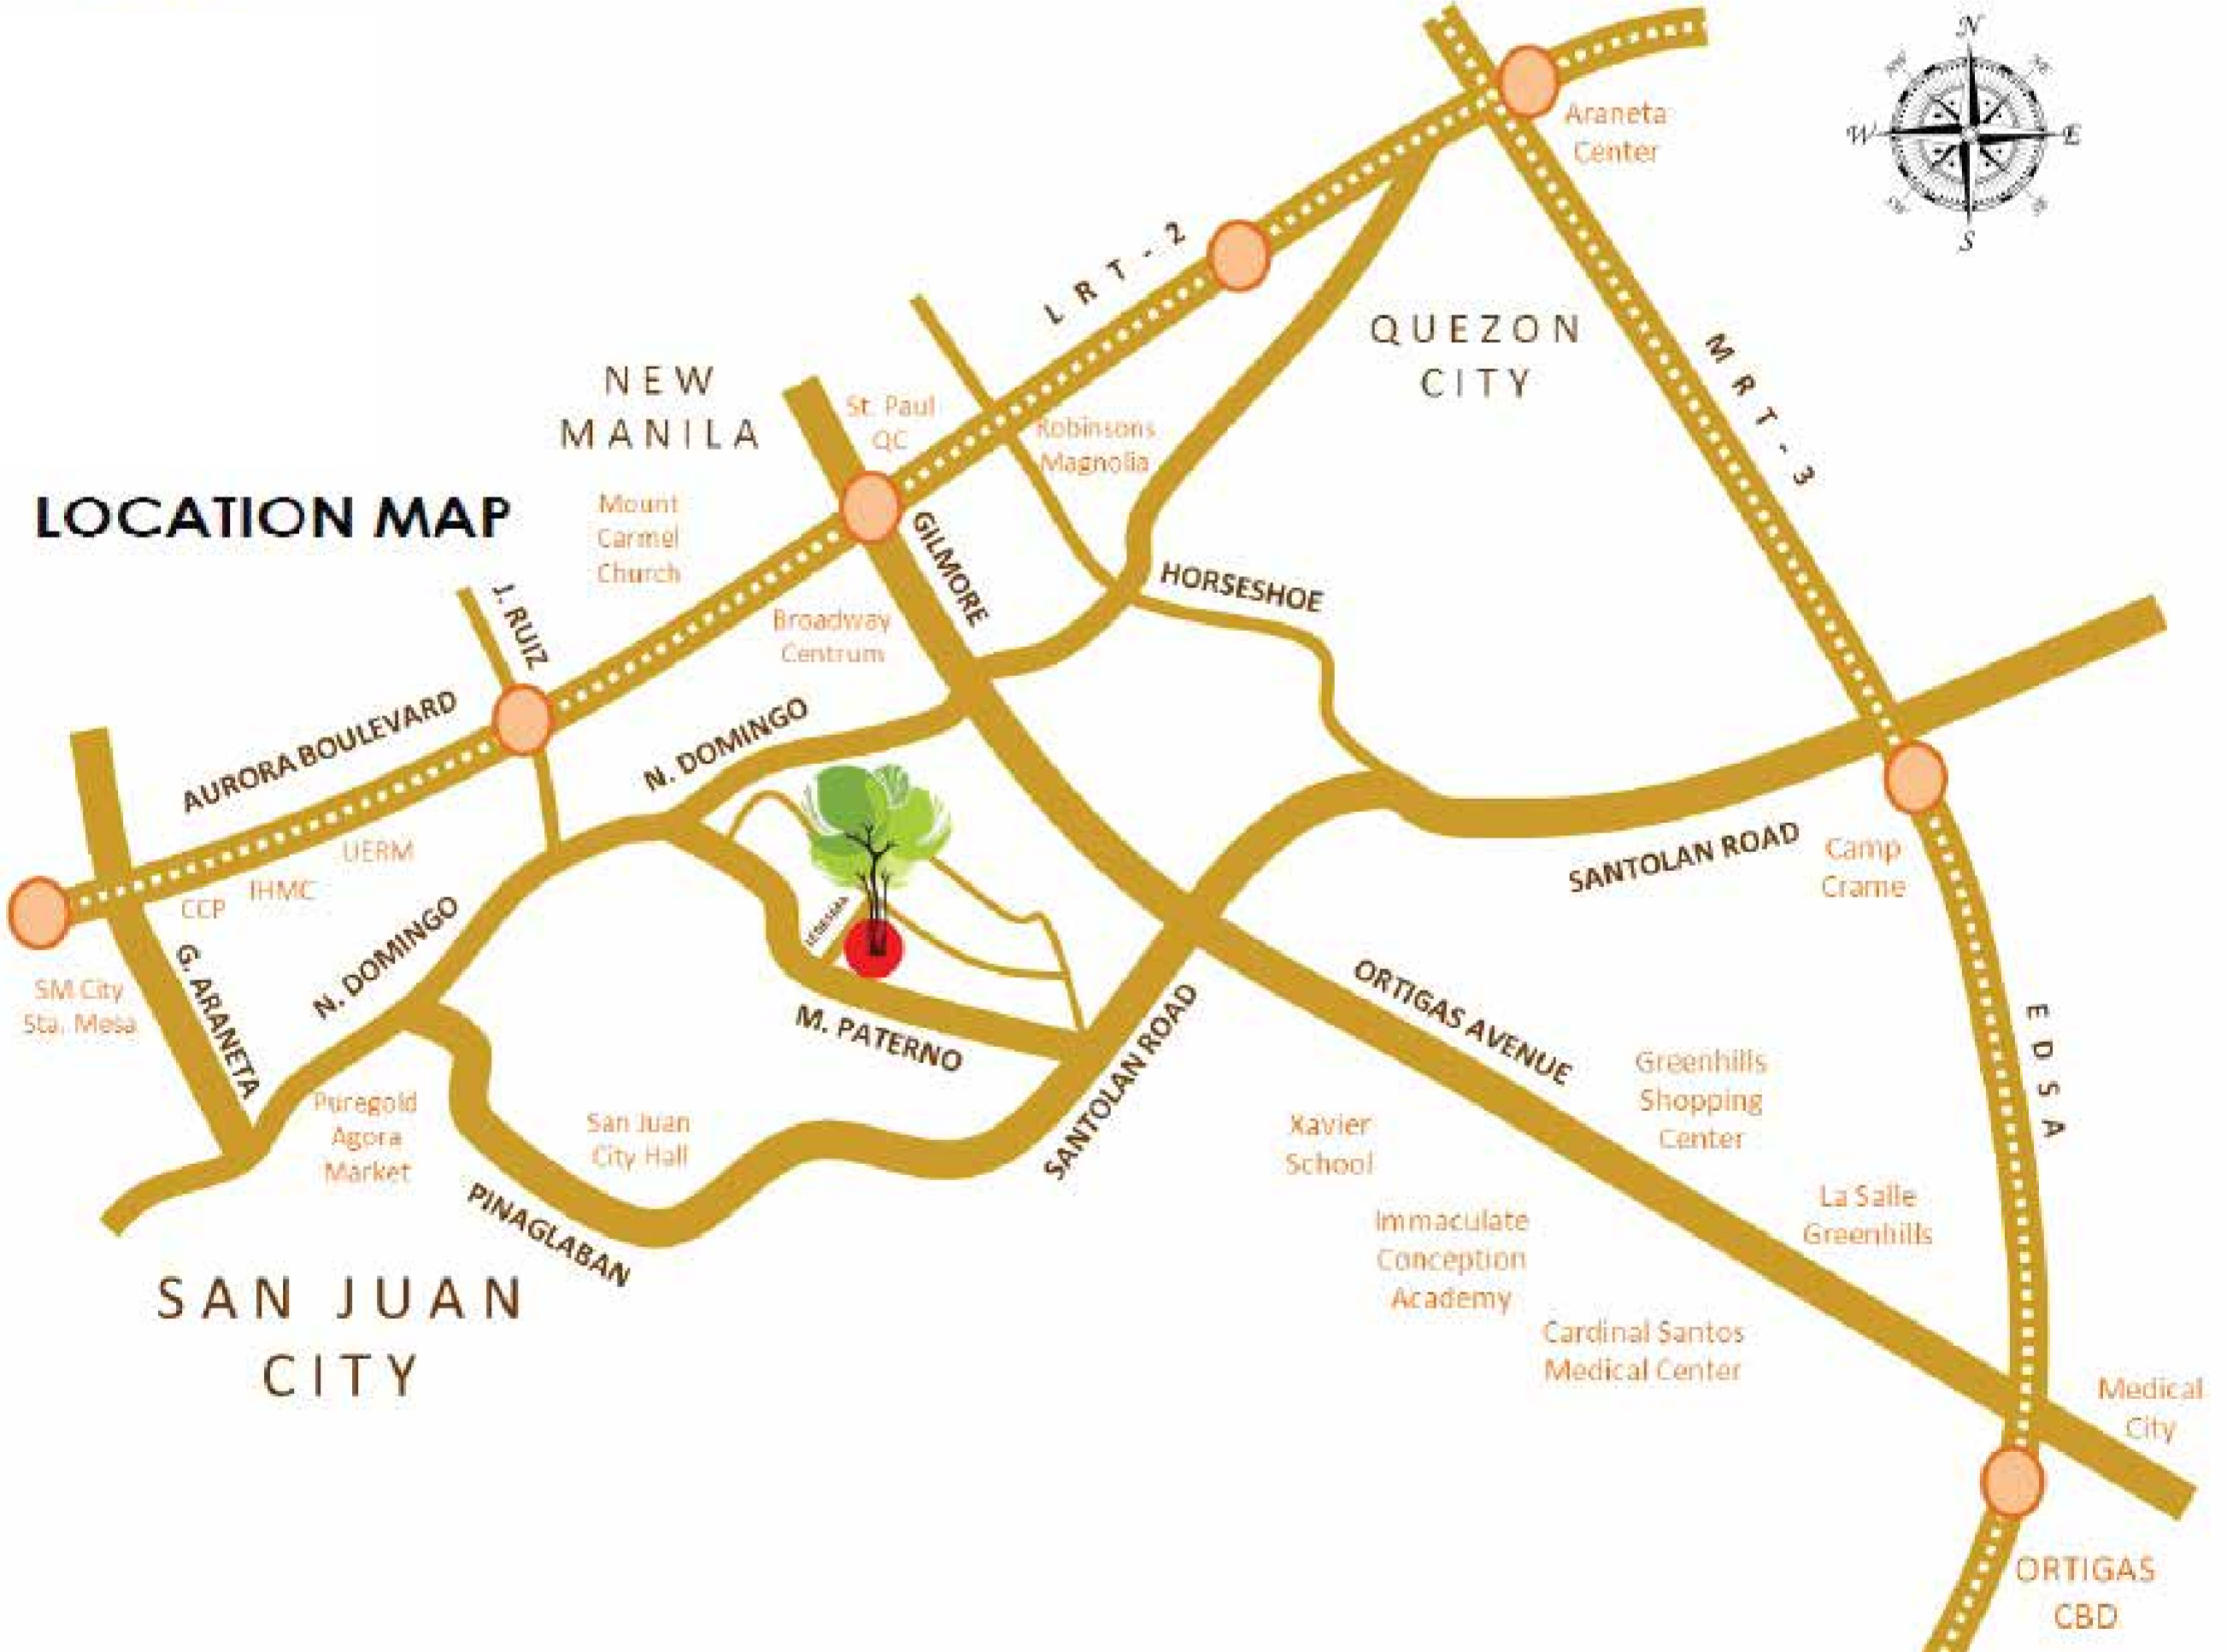 N
W
E
S
Araneta
Center
LRT-2
QUEZON
CITY
MRT-3
NEW
MANILA
St. Paul
QC
Robinsons
Magnolia
LOCATION MAP
Mount
Carmel
Church
GILMORE
HORSESHOE
J. RUIZ
Broadway
Centrum
AURORA BOULEVARD
N. DOMINGO
UERM
IHMC
CCP
SANTOLAN ROAD
Camp
Crame
N. DOMINGO
G. ARANETA
SM City
Sta. Mesa
M. PATERNO
SANTOLAN ROAD
ORTIGAS AVENUE
EDSA
Greenhills
Shopping
Center
Puregold
Agora
Market
San Juan
City Hall
Xavier
School
PINAGLABAN
La Salle
Greenhills
Immaculate
Conception
Academy
SAN JUAN
CITY
Cardinal Santos
Medical Center
Medical
City
ORTIGAS
CBD